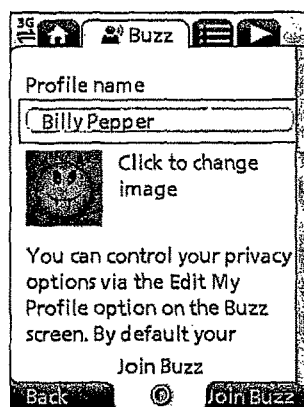 3G
Buzz
Profile name
Billy Pepper
Click to change
image
You can control your privacy
options via the Edit My
Profile option on the Buzz
screen. By default your
Join Buzz
Back
Join Buzz